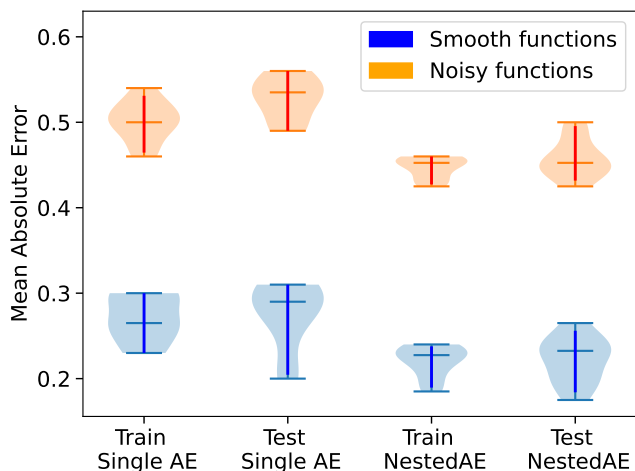 Mean Absolute Error
0.6
0.5
0.4
0.3
0.2
Smooth functions
Noisy functions
Train
Single AE
Test
Single AE
Train
NestedAE
Test
NestedAE